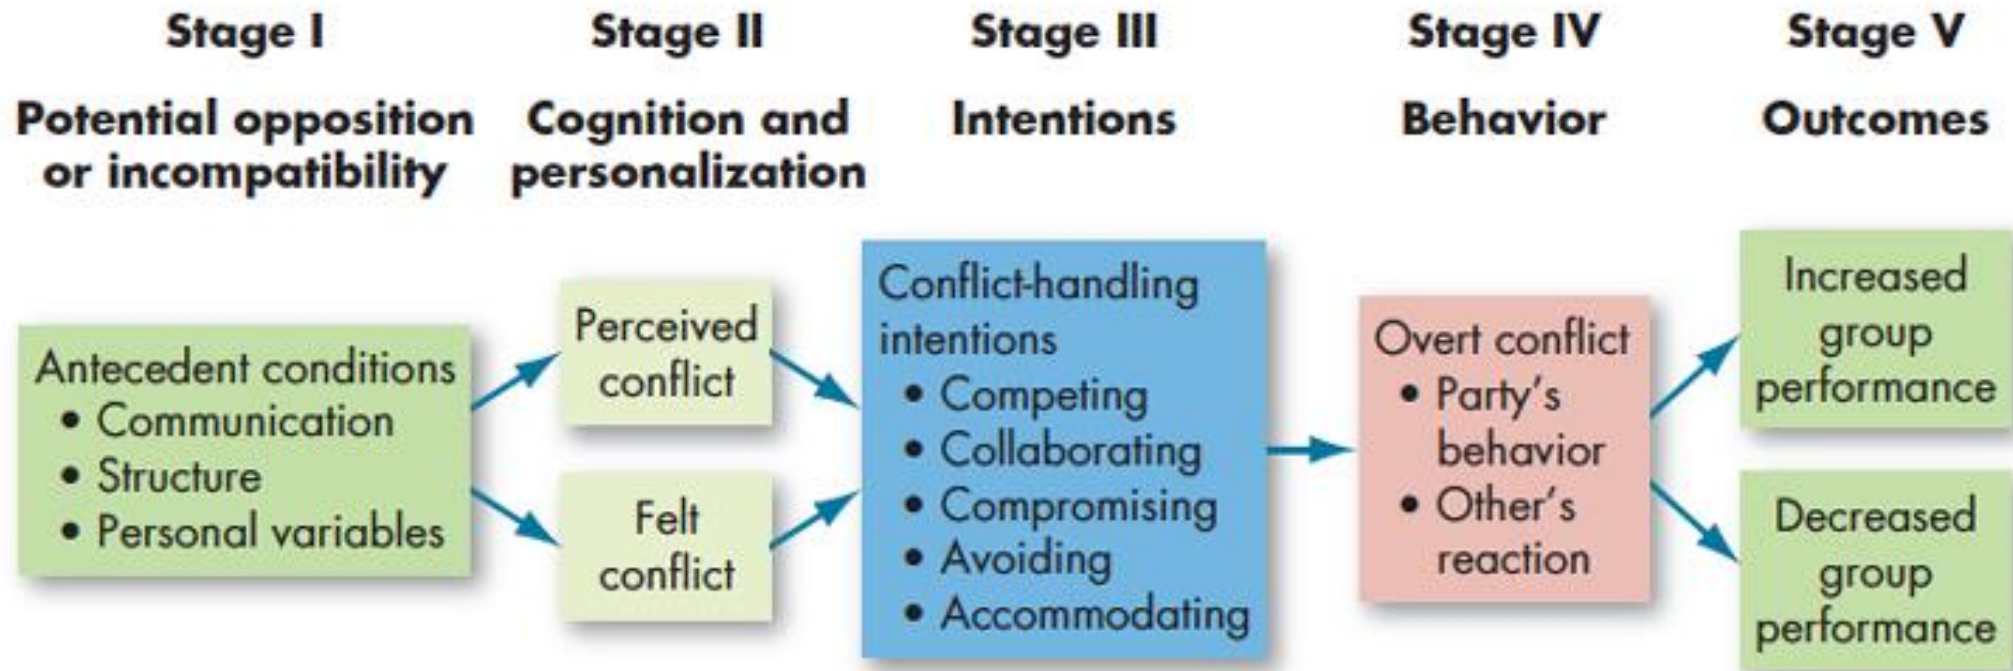 Stage I
Potential opposition
or incompatibility
Antecedent conditions
• Communication
• Structure
• Personal variables
Stage II
Cognition and
personalization
Perceived
conflict
Felt
conflict
Stage III
Intentions
Conflict-handling
intentions
• Competing
• Collaborating
• Compromising
• Avoiding
• Accommodating
Stage IV
Behavior
Overt conflict
• Party's
behavior
• Other's
reaction
Stage V
Outcomes
Increased
group
performance
Decreased
group
performance